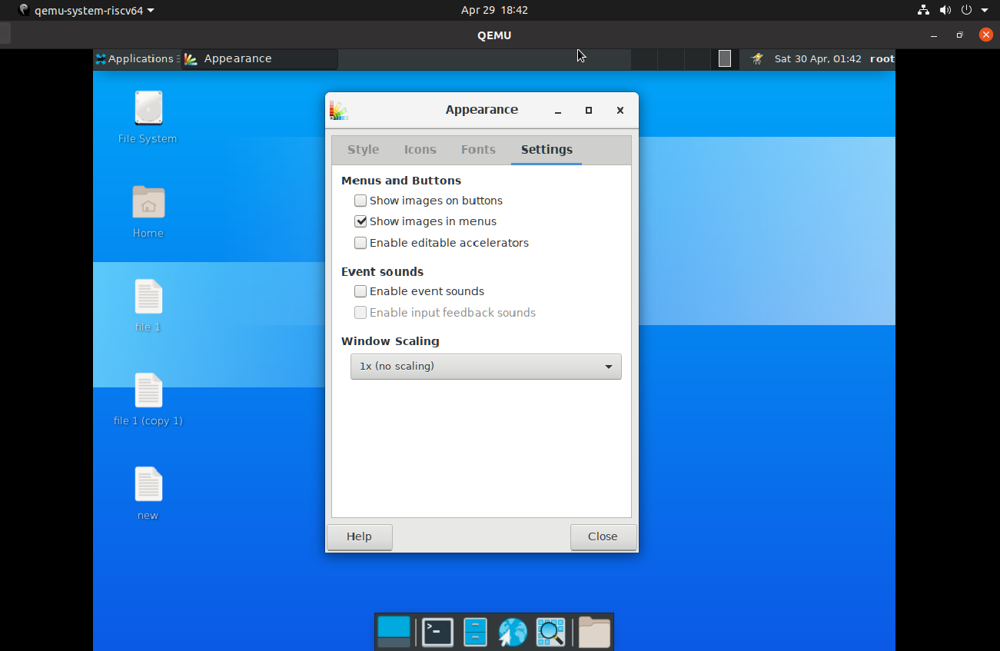 qemu-system-riscv64
Apr 29 18:42
QEMU
Applications
Appearance
Sat 30 Apr, 01:42
root
File System
Home
file 1
file 1 (copy 1)
new
Appearance
Style
Icons
Fonts
Settings
Menus and Buttons
Show images on buttons
Show images in menus
Enable editable accelerators
Event sounds
Enable event sounds
Enable input feedback sounds
Window Scaling
1x (no scaling)
Help
Close